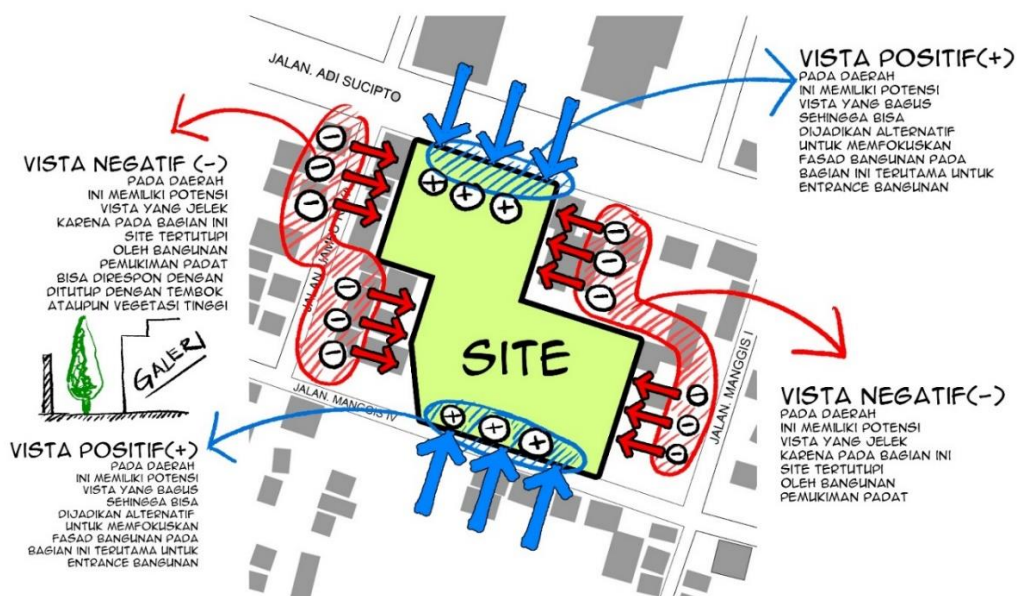 JALAN. ADI SUCIPTO
VISTA POSITIF(+)
PADA DAERAH
INI MEMILIKI POTENSI
VISTA YANG BAGUS
SEHINGGA BISA
DIJADIKAN ALTERNATIF
UNTUK MEMFOKUSKAN
FASAD BANGUNAN PADA
BAGIAN INI TERUTAMA UNTUK
ENTRANCE BANGUNAN
VISTA NEGATIF (-)
PADA DAERAH
INI MEMILIKI POTENSI
VISTA YANG JELEK
KARENA PADA BAGIAN INI
SITE TERTUTUPI
OLEH BANGUNAN
PEMUKIMAN PADAT
BISA DIRESPON DENGAN
DITUTUP DENGAN TEMBOK
ATAUPUN VEGETASI TINGGI
GALERI
JALAN.
SITE
JALAN. MANGGIS I
JALAN. MANGGIS IV
VISTA NEGATIF(-)
PADA DAERAH
INI MEMILIKI POTENSI
VISTA YANG JELEK
KARENA PADA BAGIAN INI
SITE TERTUTUPI
OLEH BANGUNAN
PEMUKIMAN PADAT
VISTA POSITIF(+)
PADA DAERAH
INI MEMILIKI POTENSI
VISTA YANG BAGUS
SEHINGGA BISA
DIJADIKAN ALTERNATIF
UNTUK MEMFOKUSKAN
FASAD BANGUNAN PADA
BAGIAN INI TERUTAMA UNTUK
ENTRANCE BANGUNAN